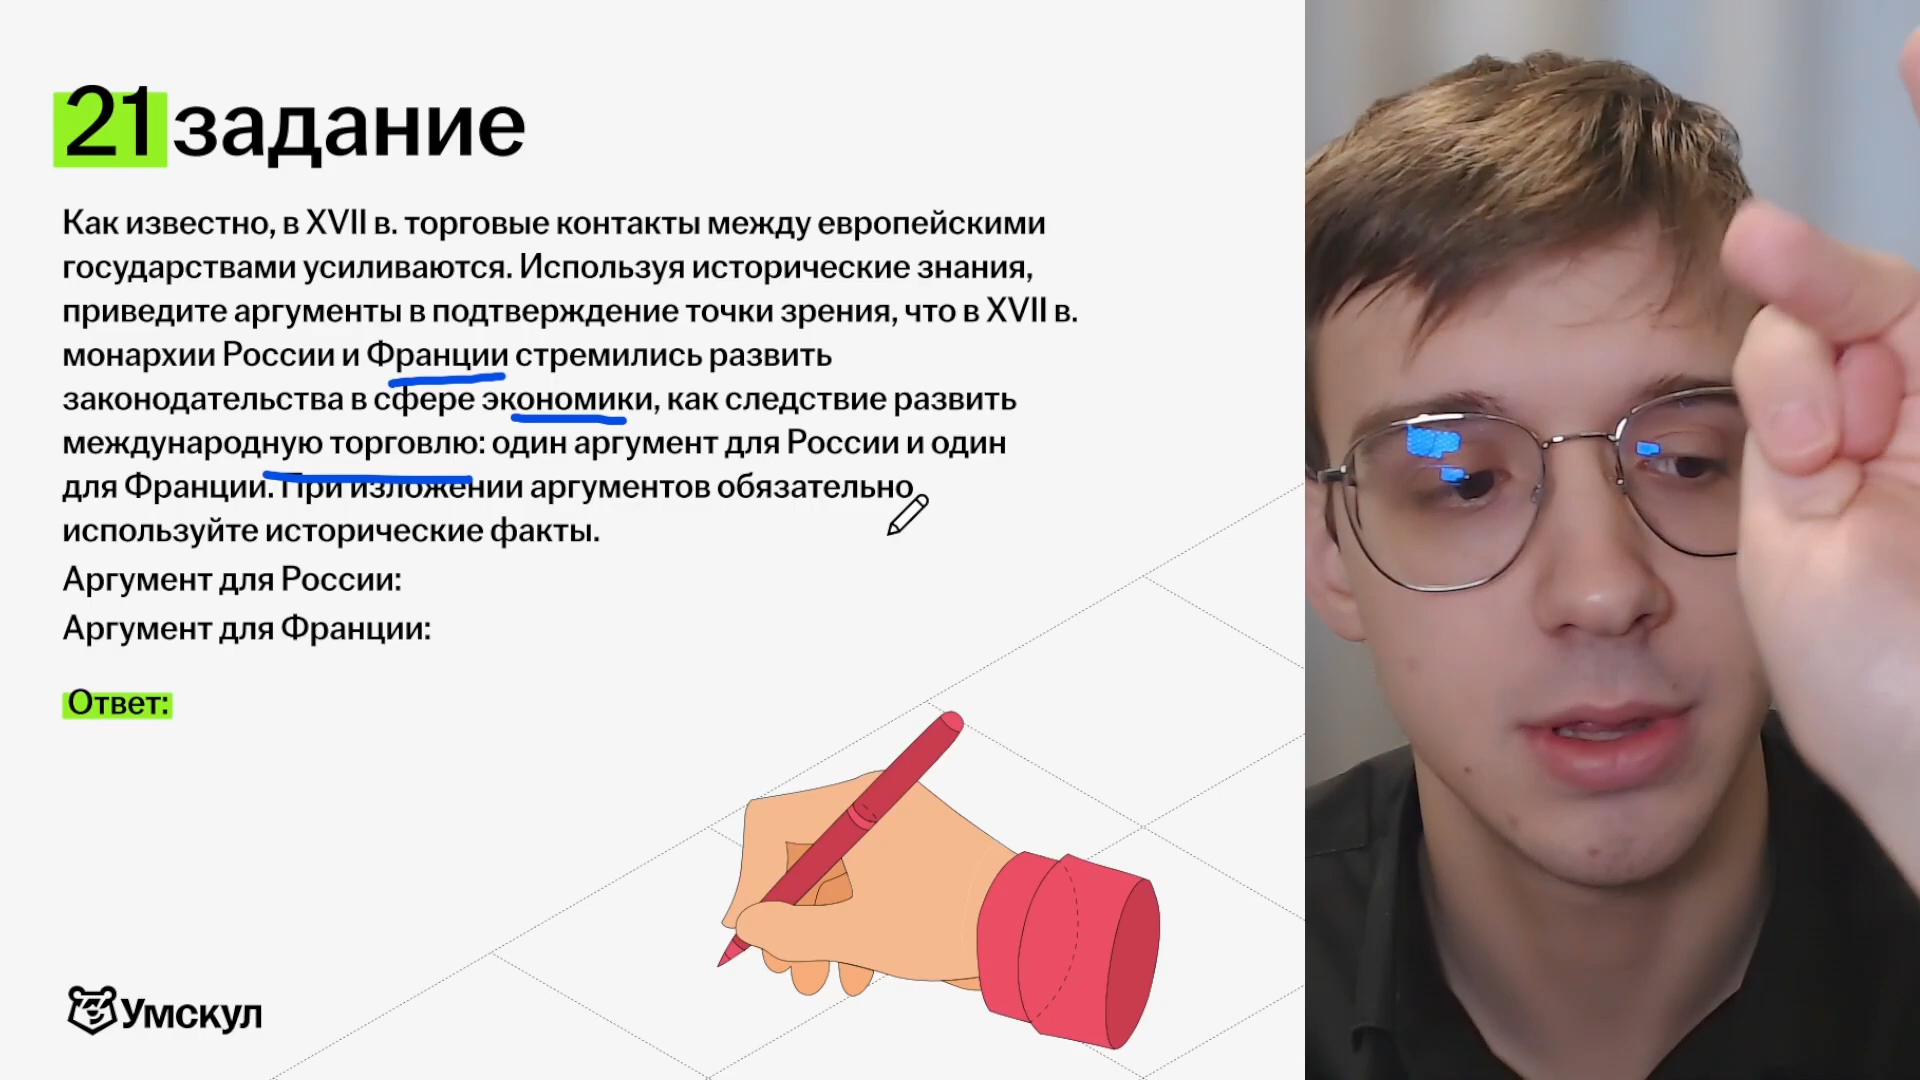 21 задание
Как известно, в XVII в. торговые контакты между европейскими
государствами усиливаются. Используя исторические знания,
приведите аргументы в подтверждение точки зрения, что в XVII в.
монархии России и Франции стремились развить
законодательства в сфере экономики, как следствие развить
международную торговлю: один аргумент для России и один
для Франции. При изложении аргументов обязательно
используйте исторические факты.
Аргумент для России:
Аргумент для Франции:
Ответ:
Умскул